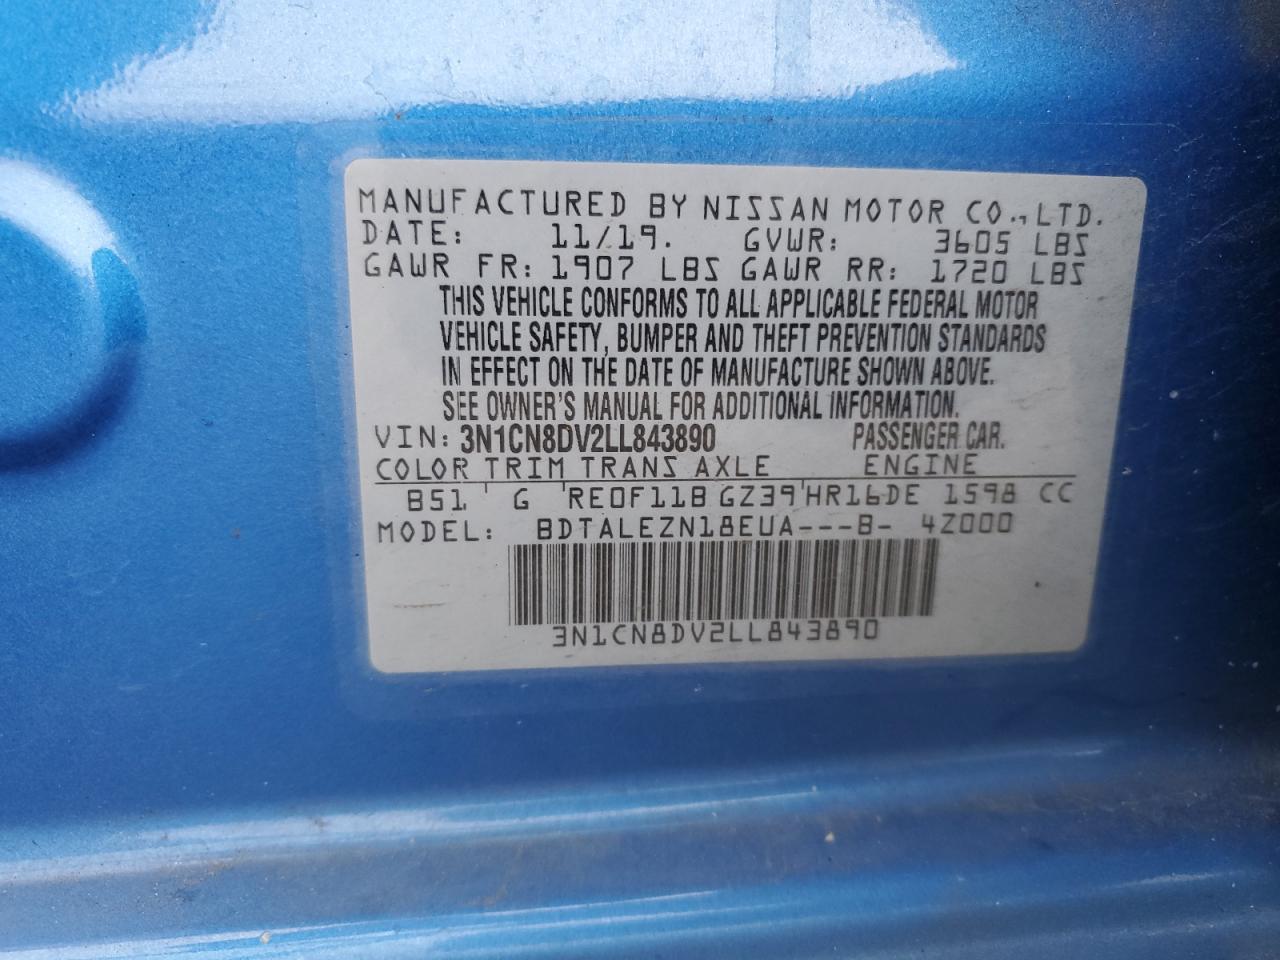 MANUFACTURED BY NISSAN MOTOR CO., LTD.
DATE: 11/19. GVWR: 3605 LBS
GAWR FR: 1907 LBS GAWR RR: 1720 LBS
THIS VEHICLE CONFORMS TO ALL APPLICABLE FEDERAL MOTOR
VEHICLE SAFETY, BUMPER AND THEFT PREVENTION STANDARDS
IN EFFECT ON THE DATE OF MANUFACTURE SHOWN ABOVE.
SEE OWNER'S MANUAL FOR ADDITIONAL INFORMATION.
VIN: 3N1CN8DV2LL843890 PASSENGER CAR.
COLOR TRIM TRANS AXLE ENGINE
B51 G RE0F11B GZ39 HR16DE 1598 CC
MODEL: BDTALEZN18EUA---B- 4Z000
3N1CN8DV2LL843890